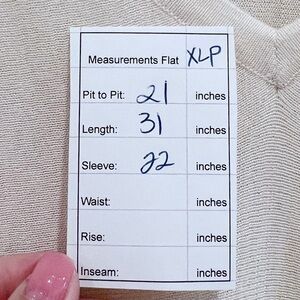 Measurements Flat XLP
Pit to Pit: 21 inches
Length: 31 inches
Sleeve: 22 inches
Waist: inches
Rise: inches
Inseam: inches